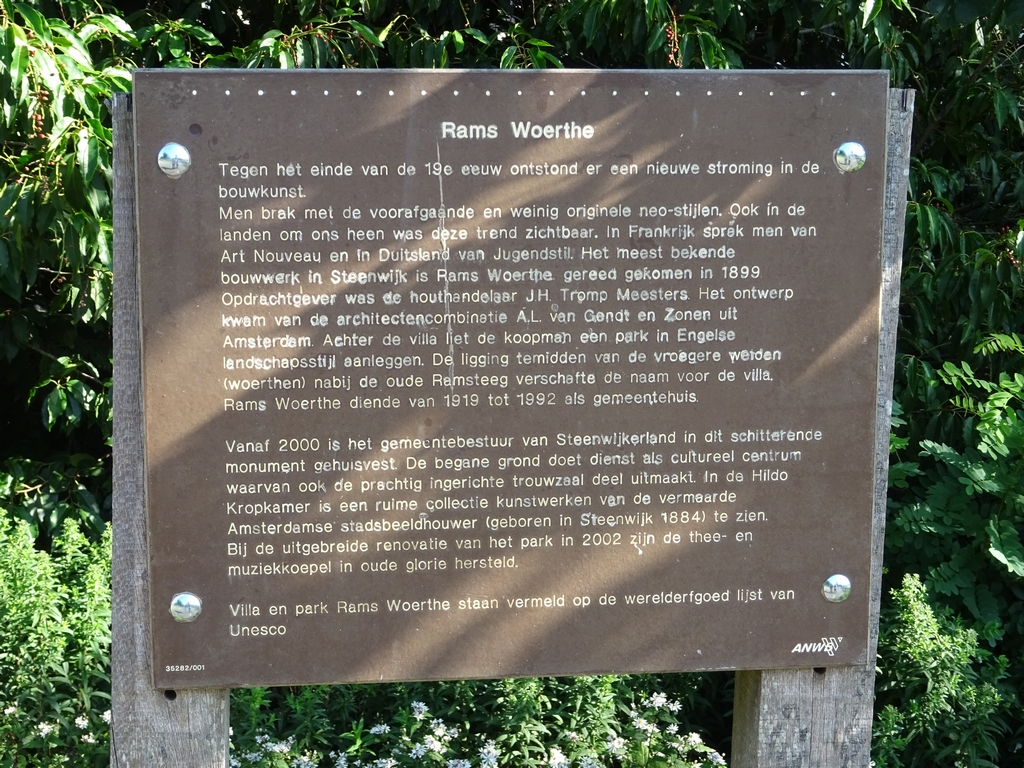 Rams Woerthe
Tegen het einde van de 19e eeuw ontstond er een nieuwe stroming in de
bouwkunst.
Men brak met de voorafgaande en weinig originele neo-stijlen. Ook in de
landen om ons heen was deze trend zichtbaar. In Frankrijk sprak men van
Art Nouveau en in Duitsland van Jugendstil. Het meest bekende
bouwwerk in Steenwijk is Rams Woerthe gereed gekomen in 1899
Opdrachtgever was de houthandelaar J.H. Tromp Meesters. Het ontwerp
kwam van de architectencombinatie A.L. van Gendt en Zonen uit
Amsterdam. Achter de villa liet de koopman een park in Engelse
landschapsstijl aanleggen. De ligging temidden van de vroegere weiden
(woerthen) nabij de oude Ramsteeg verschafte de naam voor de villa.
Rams Woerthe diende van 1919 tot 1992 als gemeentehuis.
Vanaf 2000 is het gemeentebestuur van Steenwijkerland in dit schitterende
monument gehuisvest. De begane grond doet dienst als cultureel centrum
waarvan ook de prachtig ingerichte trouwzaal deel uitmaakt. In de Hildo
Kropkamer is een ruime collectie kunstwerken van de vermaarde
Amsterdamse stadsbeeldhouwer (geboren in Steenwijk 1884) te zien.
Bij de uitgebreide renovatie van het park in 2002 zijn de thee- en
muziekkoepel in oude glorie hersteld.
Villa en park Rams Woerthe staan vermeld op de werelderfgoed lijst van
Unesco
35282/001
ANWB